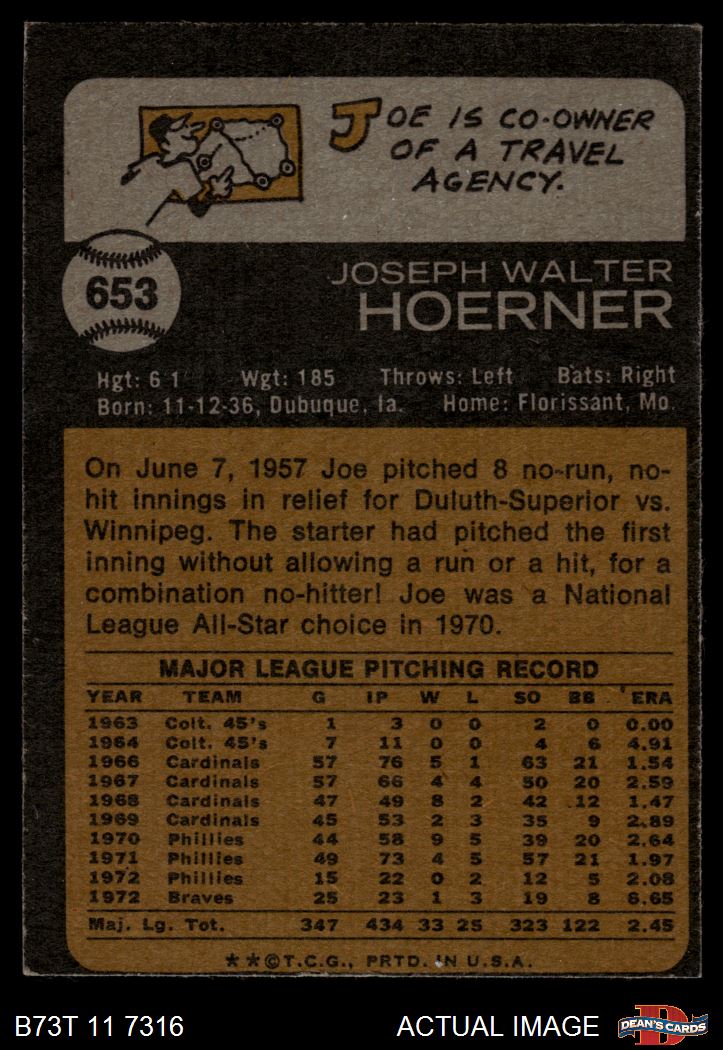 JOE IS CO-OWNER
OF A TRAVEL
AGENCY.
653
JOSEPH WALTER
HOERNER
Hgt: 6 1 Wgt: 185 Throws: Left Bats: Right
Born: 11-12-36, Dubuque, Ia. Home: Florissant, Mo.
On June 7, 1957 Joe pitched 8 no-run, no-
hit innings in relief for Duluth-Superior vs.
Winnipeg. The starter had pitched the first
inning without allowing a run or a hit, for a
combination no-hitter! Joe was a National
League All-Star choice in 1970.
MAJOR LEAGUE PITCHING RECORD
YEAR TEAM G IP W L SO BB ERA
1963 Colt. 45's 1 3 0 0 2 0 0.00
1964 Colt. 45's 7 11 0 0 4 6 4.91
1966 Cardinals 57 76 5 1 63 21 1.54
1967 Cardinals 57 66 4 4 50 20 2.59
1968 Cardinals 47 49 8 2 42 12 1.47
1969 Cardinals 45 53 2 3 35 9 2.89
1970 Phillies 44 58 9 5 39 20 2.64
1971 Phillies 49 73 4 5 57 21 1.97
1972 Phillies 15 22 0 2 12 5 2.08
1972 Braves 25 23 1 3 19 8 6.65
Maj. Lg. Tot. 347 434 33 25 323 122 2.45
**©T.C.G., PRTD. IN U.S.A.
B73T 11 7316 ACTUAL IMAGE
DEAN'S CARDS